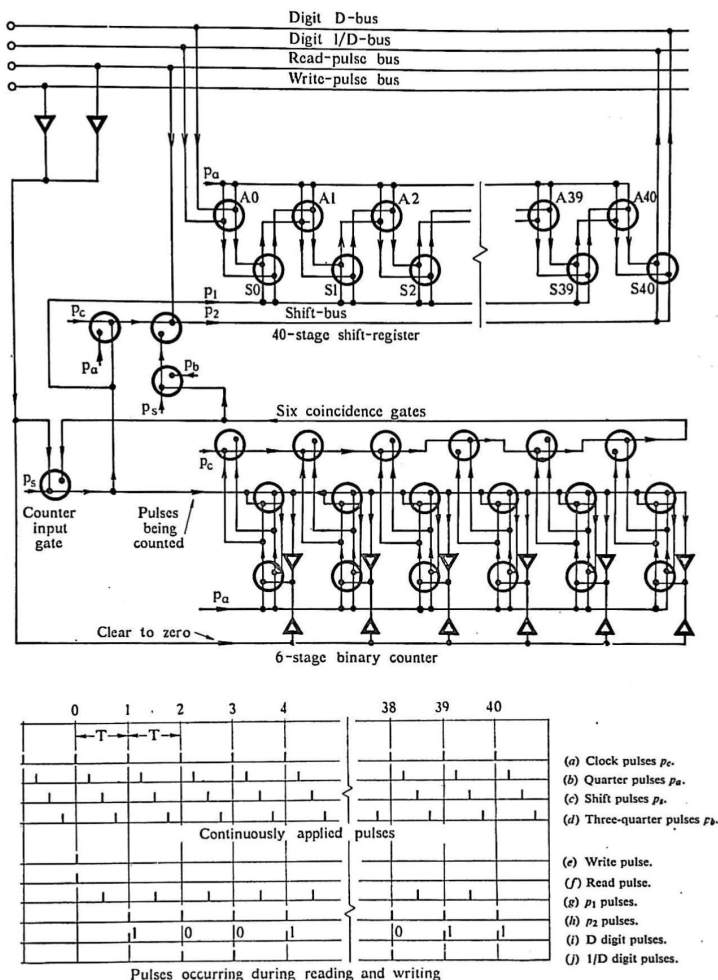 Digit D-bus
Digit 1/D-bus
Read-pulse bus
Write-pulse bus
pa
A0 A1 A2 A39 A40
S0 S1 S2 S39 S40
p1
pc p2 Shift-bus
40-stage shift-register
pa
pb
ps
Six coincidence gates
pc
ps
Counter
input
gate
Pulses
being
counted
pa
Clear to zero
6-stage binary counter
0 1 2 3 4 38 39 40
T T
(a) Clock pulses pc.
(b) Quarter pulses pa.
(c) Shift pulses ps.
(d) Three-quarter pulses pb.
Continuously applied pulses
(e) Write pulse.
(f) Read pulse.
(g) p1 pulses.
(h) p2 pulses.
1 0 0 1 0 1 1
(i) D digit pulses.
(j) 1/D digit pulses.
Pulses occurring during reading and writing